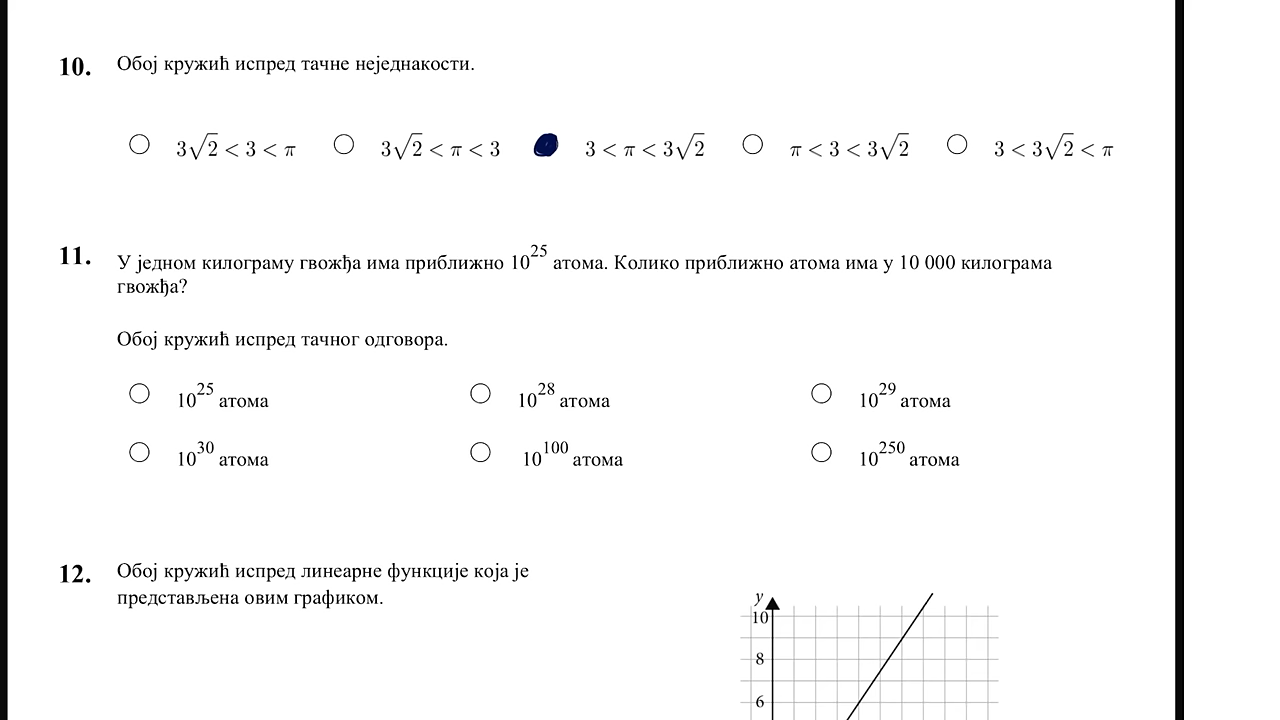 10. Обој кружић испред тачне неједнакости.
3√2 < 3 < π 3√2 < π < 3 3 < π < 3√2 π < 3 < 3√2 3 < 3√2 < π
11. У једном килограму гвожђа има приближно 10^25 атома. Колико приближно атома има у 10 000 килограма
гвожђа?
Обој кружић испред тачног одговора.
10^25 атома 10^28 атома 10^29 атома
10^30 атома 10^100 атома 10^250 атома
12. Обој кружић испред линеарне функције која је
представљена овим графиком.
y
10
8
6